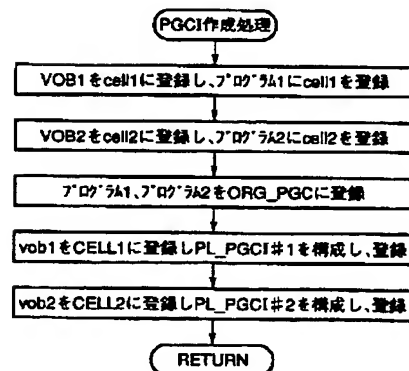 PGCI作成処理
VOB1をcell1に登録し、ﾌﾟﾛｸﾞﾗﾑ1にcell1を登録
VOB2をcell2に登録し、ﾌﾟﾛｸﾞﾗﾑ2にcell2を登録
ﾌﾟﾛｸﾞﾗﾑ1、ﾌﾟﾛｸﾞﾗﾑ2をORG_PGCに登録
vob1をCELL1に登録しPL_PGCI#1を構成し、登録
vob2をCELL2に登録しPL_PGCI#2を構成し、登録
RETURN